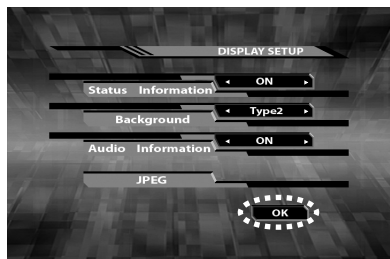 DISPLAY SETUP
Status Information ON
Background Type2
Audio Information ON
JPEG
OK